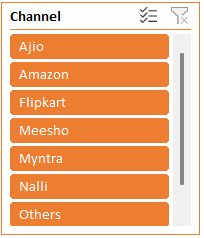 Channel
Ajio
Amazon
Flipkart
Meesho
Myntra
Nalli
Others